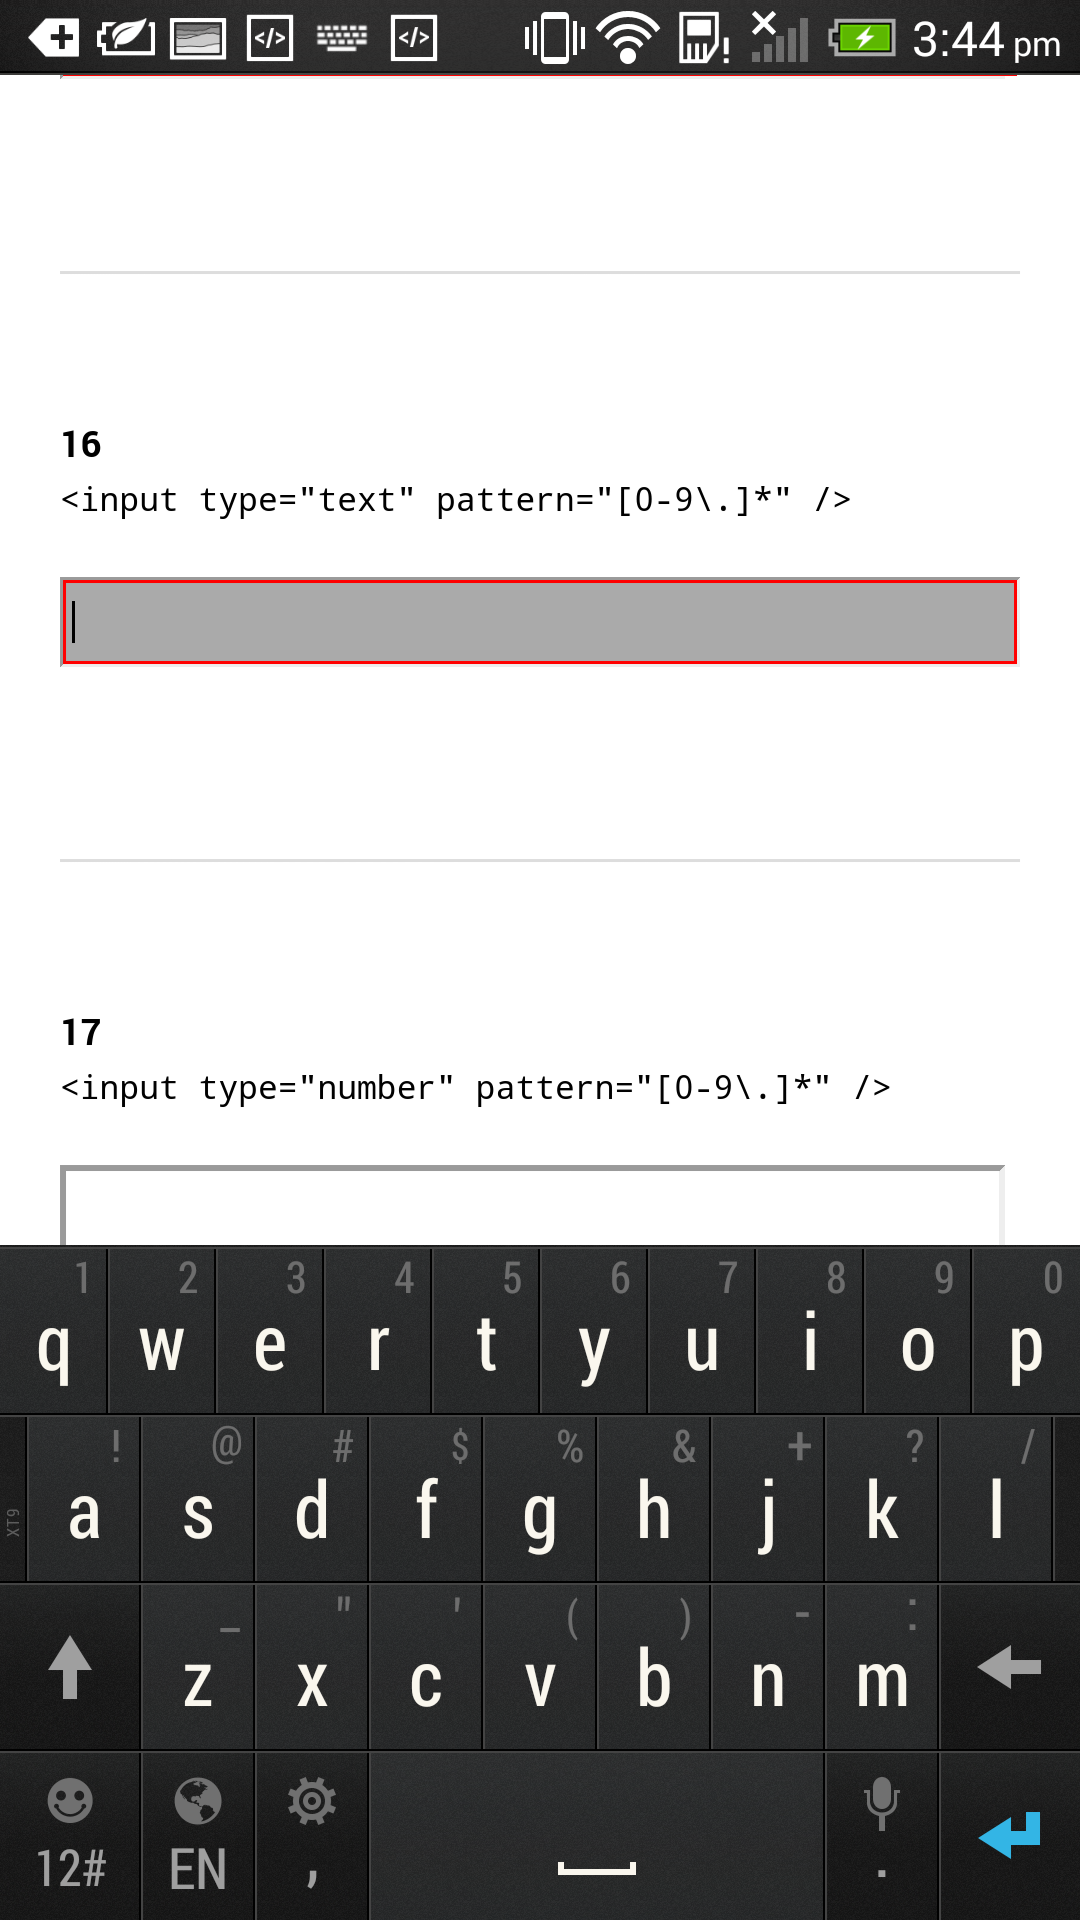 3:44 pm
16
<input type="text" pattern="[0-9\.]*" />
17
<input type="number" pattern="[0-9\.]*" />
1 2 3 4 5 6 7 8 9 0
q w e r t y u i o p
! @ # $ % & + ? /
XT9 a s d f g h j k l
_ " ' ( ) - :
z x c v b n m
12# EN , .